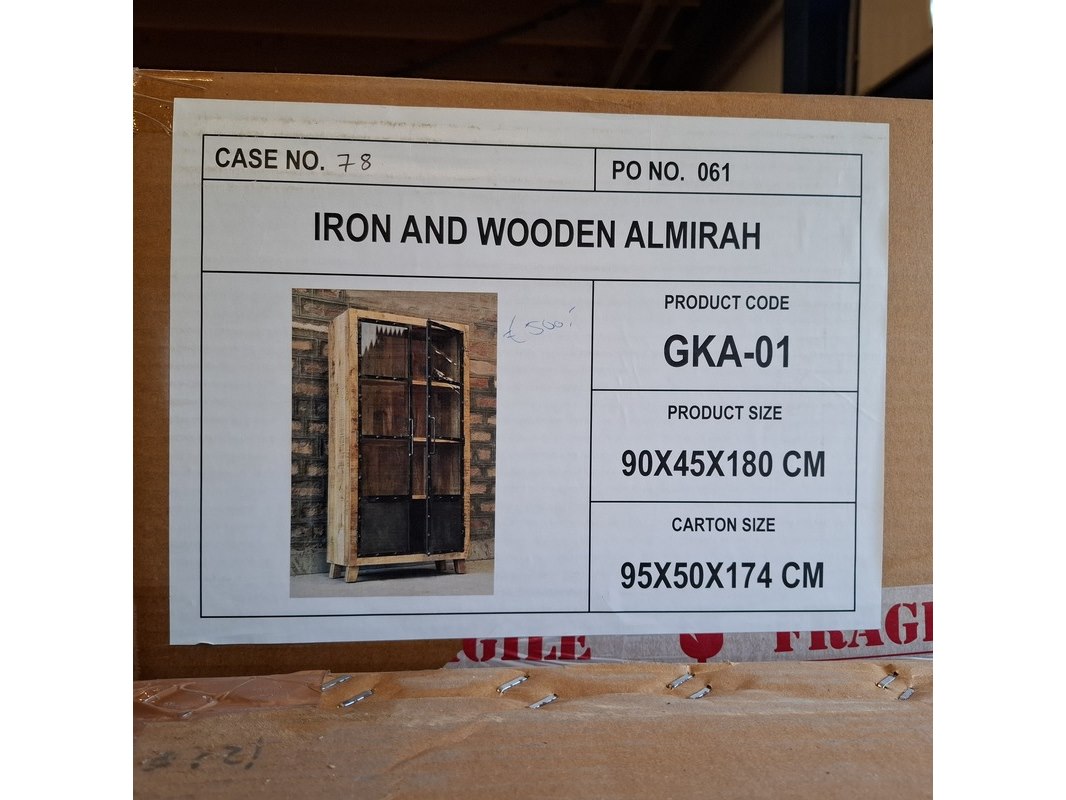 CASE NO. 78
PO NO. 061
IRON AND WOODEN ALMIRAH
PRODUCT CODE
GKA-01
PRODUCT SIZE
90X45X180 CM
CARTON SIZE
95X50X174 CM
GILE
FRAG